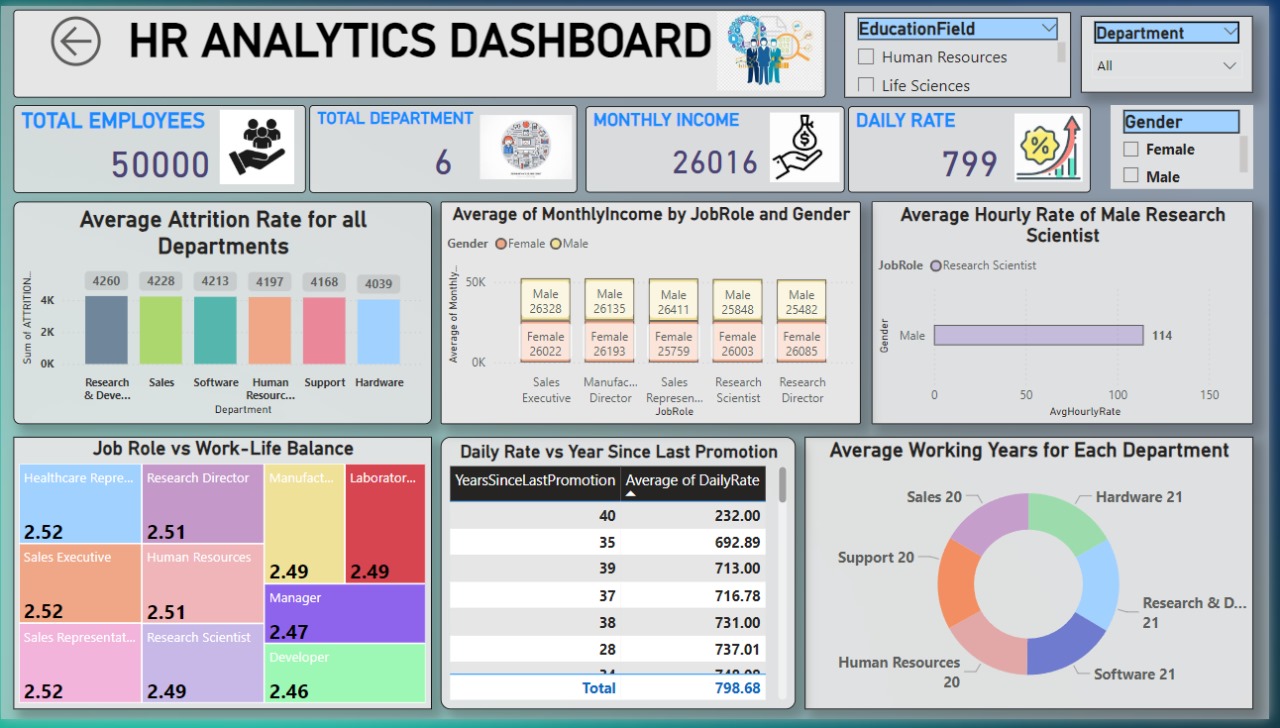 HR ANALYTICS DASHBOARD
EducationField
Human Resources
Life Sciences
Department
All
TOTAL EMPLOYEES
50000
TOTAL DEPARTMENT
6
MONTHLY INCOME
26016
DAILY RATE
799
Gender
Female
Male
Average Attrition Rate for all
Departments
Sum of ATTRITION...
4K
2K
0K
4260
4228
4213
4197
4168
4039
Research
& Deve...
Sales
Software
Human
Resourc...
Support
Hardware
Department
Average of MonthlyIncome by JobRole and Gender
Gender Female Male
Average of Monthly...
50K
0K
Male
26328
Female
26022
Male
26135
Female
26193
Male
26411
Female
25759
Male
25848
Female
26003
Male
25482
Female
26085
Sales
Executive
Manufac...
Director
Sales
Represen...
Research
Scientist
Research
Director
JobRole
Average Hourly Rate of Male Research
Scientist
JobRole Research Scientist
Gender
Male
114
0 50 100 150
AvgHourlyRate
Job Role vs Work-Life Balance
Healthcare Repre...
2.52
Sales Executive
2.52
Sales Representat...
2.52
Research Director
2.51
Human Resources
2.51
Research Scientist
2.49
Manufact...
2.49
Laborator...
2.49
Manager
2.47
Developer
2.46
Daily Rate vs Year Since Last Promotion
YearsSinceLastPromotion Average of DailyRate
40 232.00
35 692.89
39 713.00
37 716.78
38 731.00
28 737.01
Total 798.68
Average Working Years for Each Department
Sales 20
Hardware 21
Support 20
Research & D...
21
Human Resources
20
Software 21